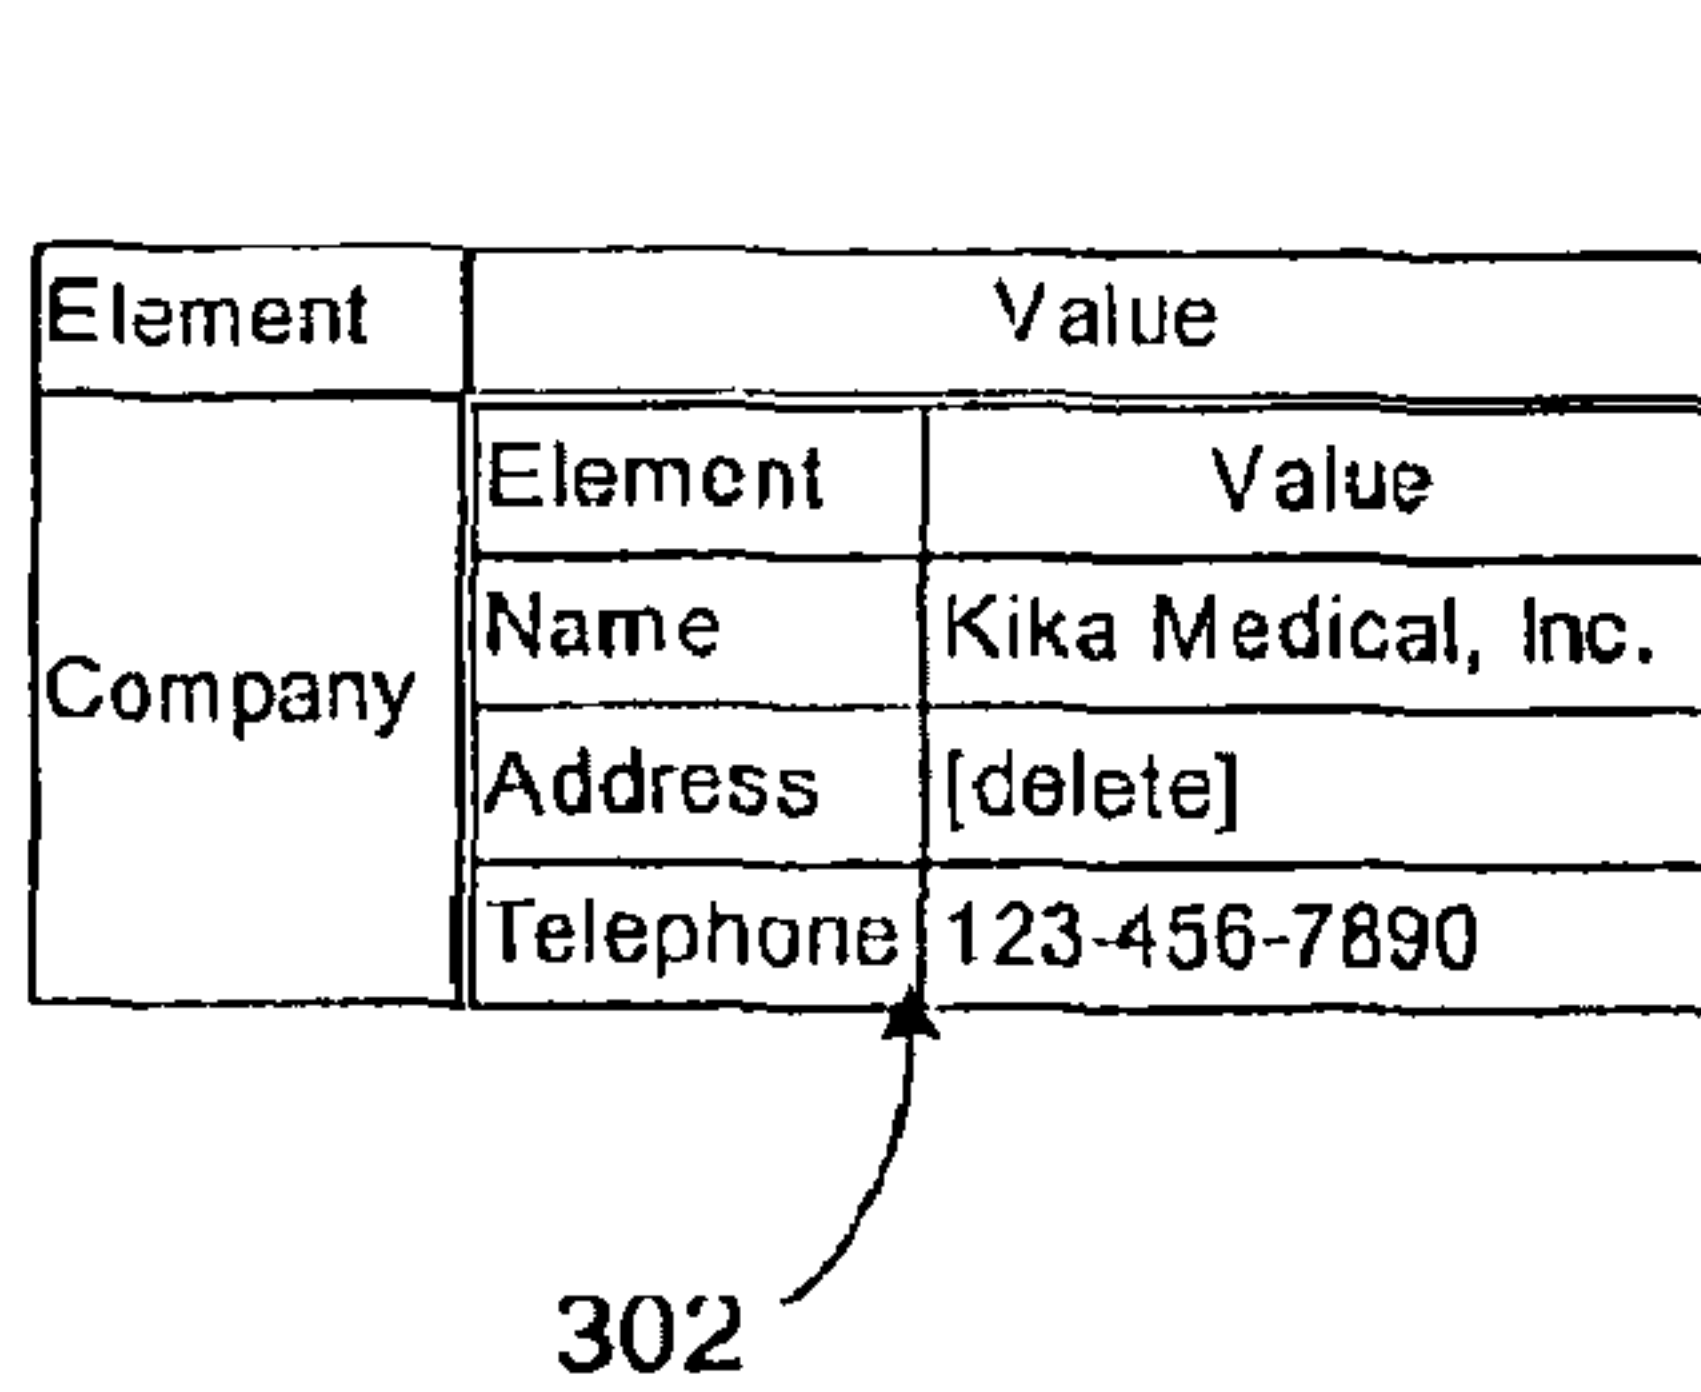 Element Value
Element Value
Name Kika Medical, Inc.
Company
Address [delete]
Telephone 123-456-7890
302